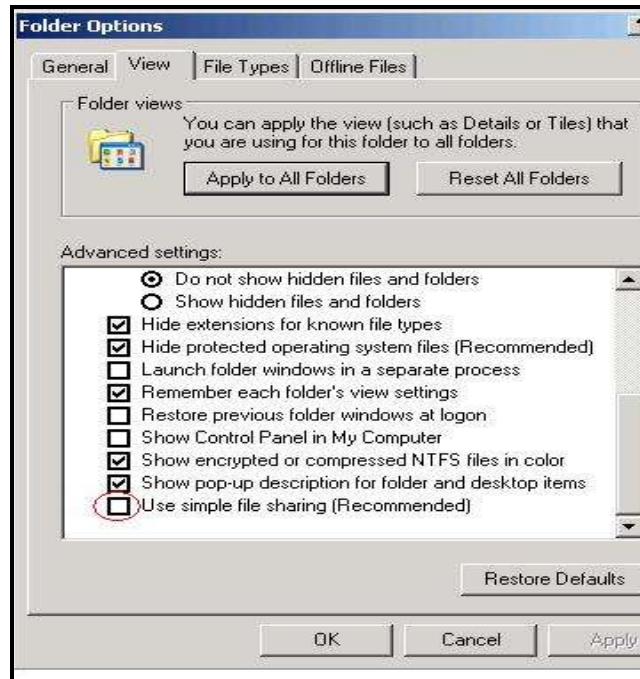 Folder Options
General View File Types Offline Files
Folder views
You can apply the view (such as Details or Tiles) that
you are using for this folder to all folders.
Apply to All Folders Reset All Folders
Advanced settings:
Do not show hidden files and folders
Show hidden files and folders
Hide extensions for known file types
Hide protected operating system files (Recommended)
Launch folder windows in a separate process
Remember each folder's view settings
Restore previous folder windows at logon
Show Control Panel in My Computer
Show encrypted or compressed NTFS files in color
Show pop-up description for folder and desktop items
Use simple file sharing (Recommended)
Restore Defaults
OK Cancel Apply